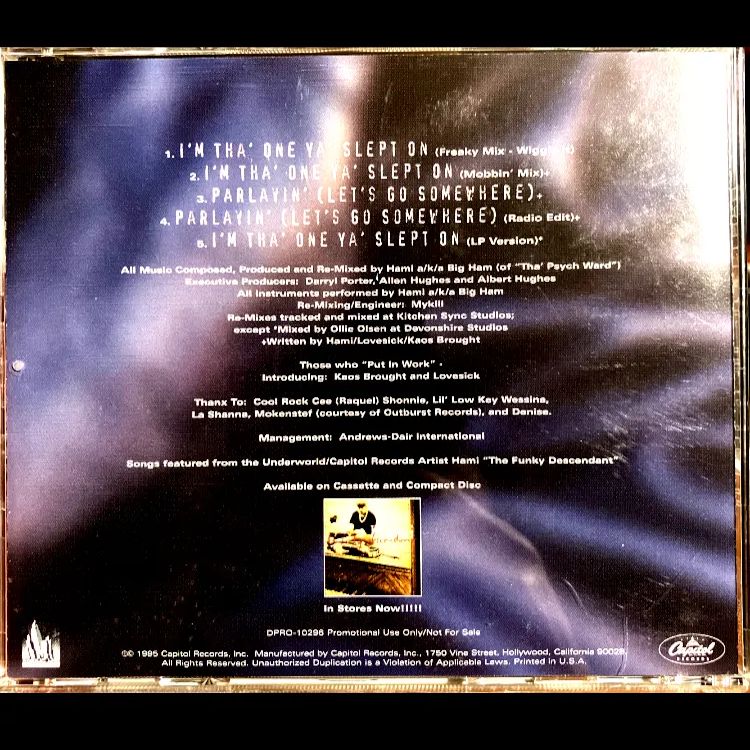 1. I'M THA' ONE YA' SLEPT ON (Freaky Mix -
2. I'M THA' ONE YA' SLEPT ON (Mobbin' Mix)+
3. PARLAYIN' (LET'S GO SOMEWHERE)+
4. PARLAYIN' (LET'S GO SOMEWHERE) (Radio Edit)+
5. I'M THA' ONE YA' SLEPT ON (LP Version)*
All Music Composed, Produced and Re-Mixed by Hami a/k/a Big Ham (of "Tha' Psych Ward")
Executive Producers: Darryl Porter, Allen Hughes and Albert Hughes
All Instruments performed by Hami a/k/a Big Ham
Re-Mixing/Engineer: Mykill
Re-Mixes tracked and mixed at Kitchen Sync Studios;
except *Mixed by Ollie Olsen at Devonshire Studios
+Written by Hami/Lovesick/Kaos Brought
Those who "Put In Work" -
Introducing: Kaos Brought and Lovesick
Thanx To: Cool Rock Cee (Raquel) Shonnie, Lil' Low Key Wessina,
La Shanna, Mokenstef (courtesy of Outburst Records), and Denise.
Management: Andrews-Dair International
Songs featured from the Underworld/Capitol Records Artist Hami "The Funky Descendant"
Available on Cassette and Compact Disc
In Stores Now!!!!!
DPRO-10296 Promotional Use Only/Not For Sale
℗© 1995 Capitol Records, Inc. Manufactured by Capitol Records, Inc., 1750 Vine Street, Hollywood, California 90028.
All Rights Reserved. Unauthorized Duplication is a Violation of Applicable Laws. Printed in U.S.A.
Capitol
RECORDS